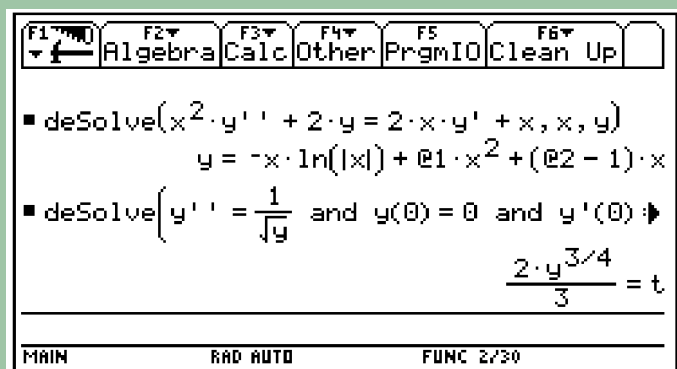 F1 F2 F3 F4 F5 F6
Algebra Calc Other PrgmIO Clean Up
▪ deSolve(x²·y'' + 2·y = 2·x·y' + x, x, y)
y = ⁻x·ln(|x|) + @1·x² + (@2 − 1)·x
▪ deSolve(y'' = 1/√y and y(0) = 0 and y'(0) :▶
2·y^3/4 / 3 = t
MAIN RAD AUTO FUNC 2/30